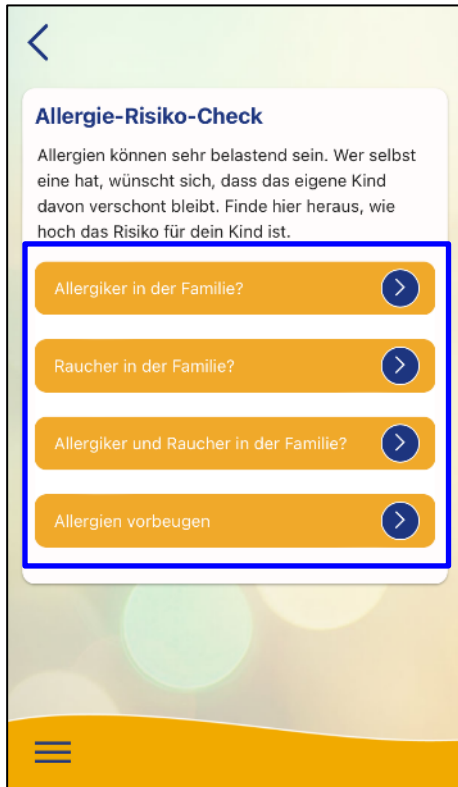 Allergie-Risiko-Check
Allergien können sehr belastend sein. Wer selbst
eine hat, wünscht sich, dass das eigene Kind
davon verschont bleibt. Finde hier heraus, wie
hoch das Risiko für dein Kind ist.
Allergiker in der Familie?
Raucher in der Familie?
Allergiker und Raucher in der Familie?
Allergien vorbeugen